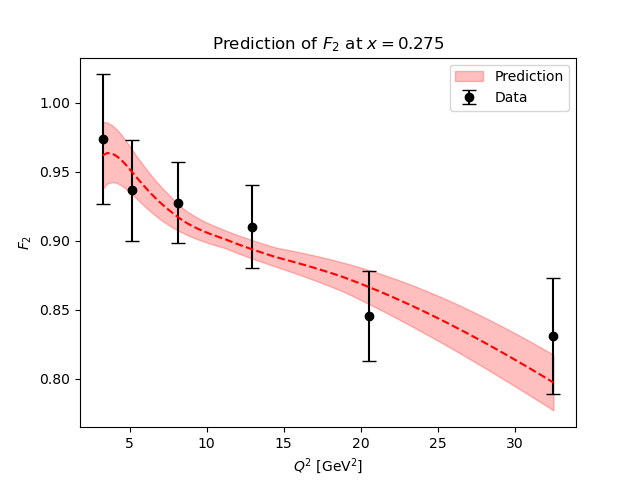 Prediction of $F_2$ at $x = 0.275$
Prediction
Data
1.00
0.95
0.90
0.85
0.80
$F_2$
5 10 15 20 25 30
$Q^2$ [GeV$^2$]